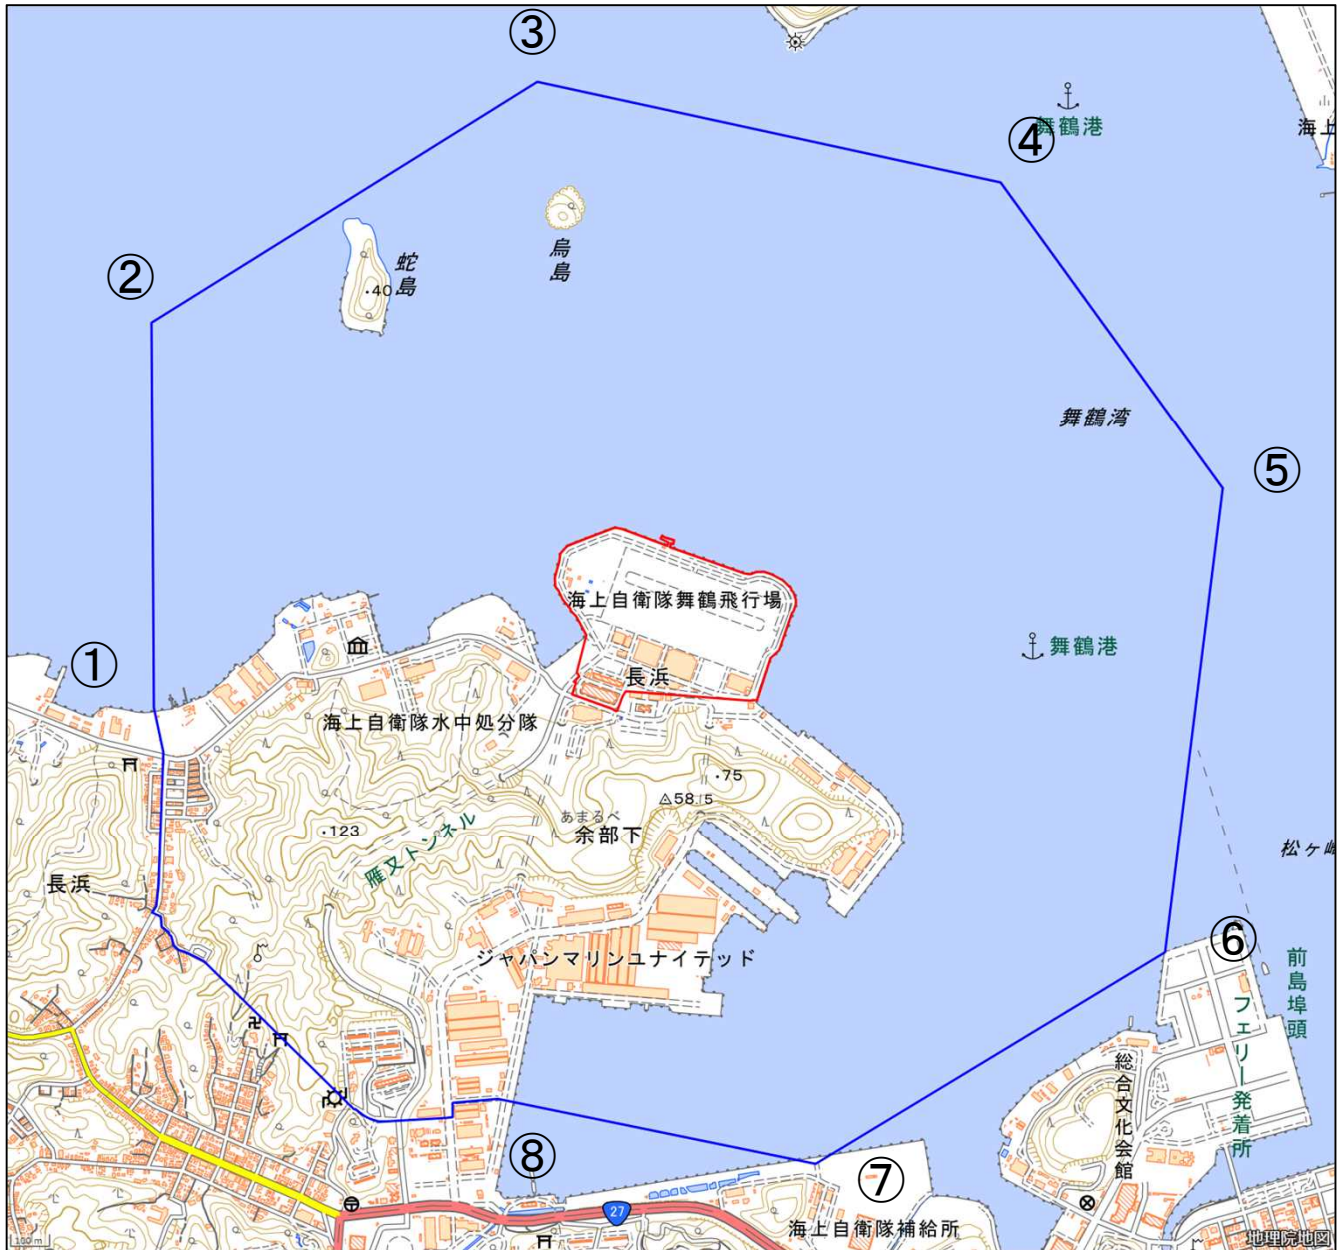 ③
舞鶴港
④
海上
②
蛇島
・40
烏島
舞鶴湾
⑤
海上自衛隊舞鶴飛行場
①
長浜
舞鶴港
海上自衛隊水中処分隊
・75
58.5
あまるべ
余部下
・123
雁又トンネル
松ヶ崎
長浜
ジャパンマリンユナイテッド
50
⑥
前島埠頭
フェリー発着所
総合文化会館
⑧
⑦
27
海上自衛隊補給所
100 m
地理院地図